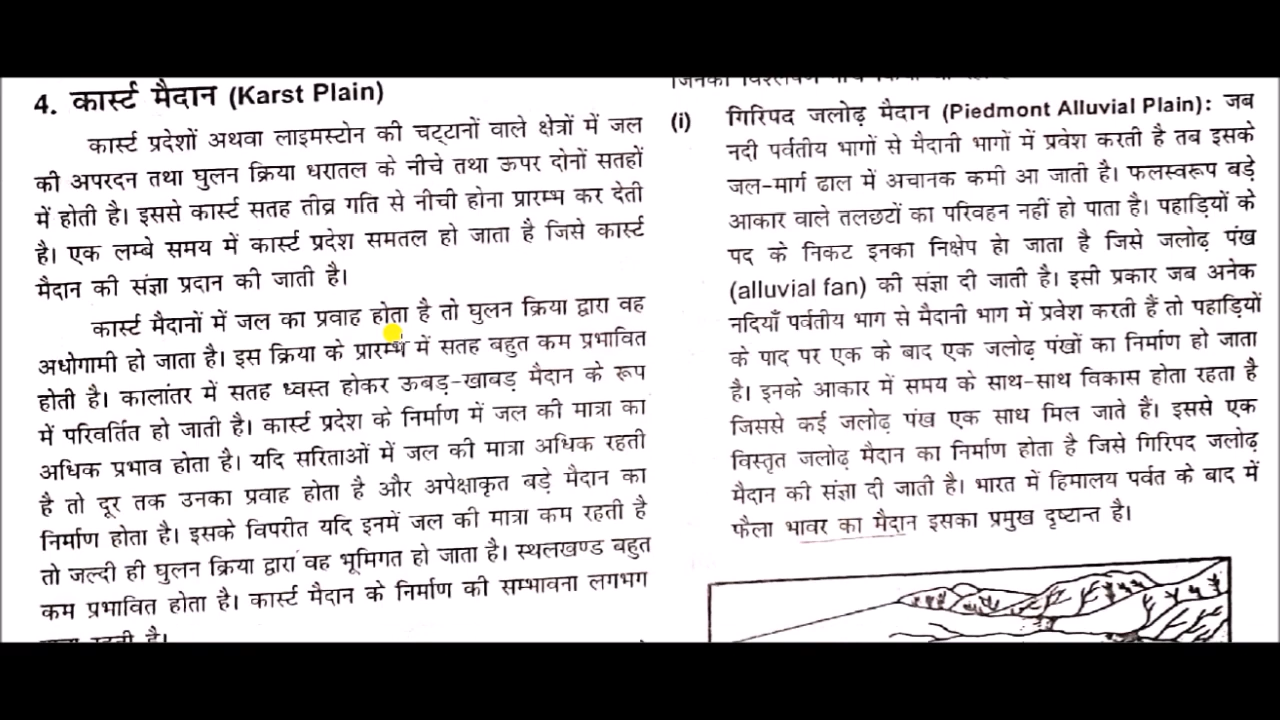 4. कार्स्ट मैदान (Karst Plain)
कार्स्ट प्रदेशों अथवा लाइमस्टोन की चट्टानों वाले क्षेत्रों में जल
की अपरदन तथा घुलन क्रिया धरातल के नीचे तथा ऊपर दोनों सतहों
में होती है। इससे कार्स्ट सतह तीव्र गति से नीची होना प्रारम्भ कर देती
है। एक लम्बे समय में कार्स्ट प्रदेश समतल हो जाता है जिसे कार्स्ट
मैदान की संज्ञा प्रदान की जाती है।
कार्स्ट मैदानों में जल का प्रवाह होता है तो घुलन क्रिया द्वारा वह
अधोगामी हो जाता है। इस क्रिया के प्रारम्भ में सतह बहुत कम प्रभावित
होती है। कालांतर में सतह ध्वस्त होकर ऊबड़-खाबड़ मैदान के रूप
में परिवर्तित हो जाती है। कार्स्ट प्रदेश के निर्माण में जल की मात्रा का
अधिक प्रभाव होता है। यदि सरिताओं में जल की मात्रा अधिक रहती
है तो दूर तक उनका प्रवाह होता है और अपेक्षाकृत बड़े मैदान का
निर्माण होता है। इसके विपरीत यदि इनमें जल की मात्रा कम रहती है
तो जल्दी ही घुलन क्रिया द्वारा वह भूमिगत हो जाता है। स्थलखण्ड बहुत
कम प्रभावित होता है। कार्स्ट मैदान के निर्माण की सम्भावना लगभग
रहती है।
(i) गिरिपद जलोढ़ मैदान (Piedmont Alluvial Plain): जब
नदी पर्वतीय भागों से मैदानी भागों में प्रवेश करती है तब इसके
जल-मार्ग ढाल में अचानक कमी आ जाती है। फलस्वरूप बड़े
आकार वाले तलछटों का परिवहन नहीं हो पाता है। पहाड़ियों के
पद के निकट इनका निक्षेप हो जाता है जिसे जलोढ़ पंख
(alluvial fan) की संज्ञा दी जाती है। इसी प्रकार जब अनेक
नदियाँ पर्वतीय भाग से मैदानी भाग में प्रवेश करती हैं तो पहाड़ियों
के पाद पर एक के बाद एक जलोढ़ पंखों का निर्माण हो जाता
है। इनके आकार में समय के साथ-साथ विकास होता रहता है
जिससे कई जलोढ़ पंख एक साथ मिल जाते हैं। इससे एक
विस्तृत जलोढ़ मैदान का निर्माण होता है जिसे गिरिपद जलोढ़
मैदान की संज्ञा दी जाती है। भारत में हिमालय पर्वत के बाद में
फैला भावर का मैदान इसका प्रमुख दृष्टान्त है।